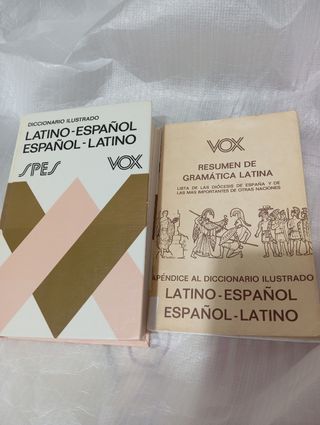 DICCIONARIO ILUSTRADO
LATINO-ESPAÑOL
ESPAÑOL-LATINO
SPES VOX
VOX
RESUMEN DE
GRAMÁTICA LATINA
LISTA DE LAS DIÓCESIS DE ESPAÑA Y DE
LAS MAS IMPORTANTES DE OTRAS NACIONES
APÉNDICE AL DICCIONARIO ILUSTRADO
LATINO-ESPAÑOL
ESPAÑOL-LATINO